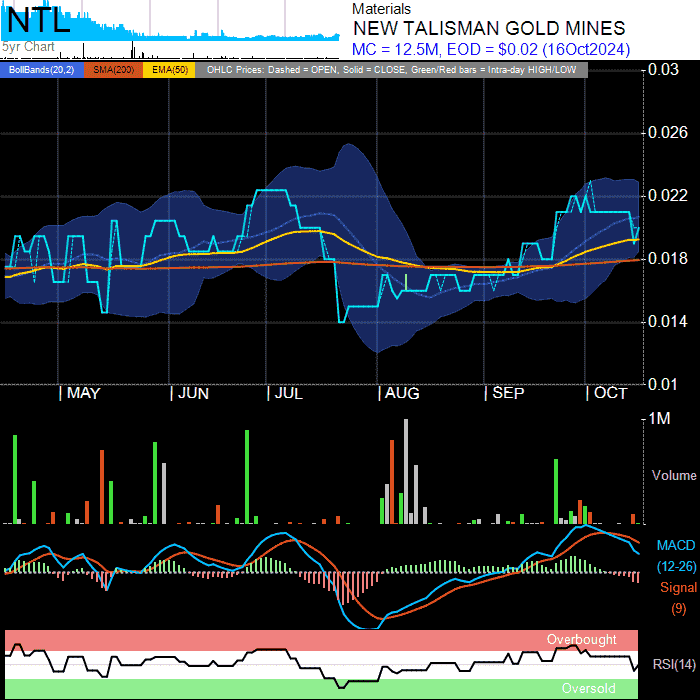 NTL
5yr Chart
Materials
NEW TALISMAN GOLD MINES
MC = 12.5M, EOD = $0.02 (16Oct2024)
BollBands(20,2) SMA(200) EMA(50) OHLC Prices: Dashed = OPEN, Solid = CLOSE, Green/Red bars = Intra-day HIGH/LOW
0.03
0.026
0.022
0.018
0.014
0.01
| MAY | JUN | JUL | AUG | SEP | OCT
1M
Volume
MACD
(12-26)
Signal
(9)
Overbought
RSI(14)
Oversold